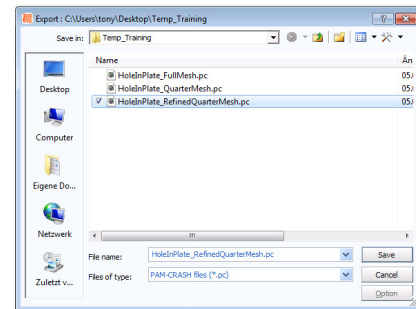 Export : C:\Users\tony\Desktop\Temp_Training
Save in: Temp_Training
Name Än
HoleInPlate_FullMesh.pc 05.
HoleInPlate_QuarterMesh.pc 05.
HoleInPlate_RefinedQuarterMesh.pc 05.
Desktop
Computer
Eigene Do...
Netzwerk
Zuletzt v...
File name: HoleInPlate_RefinedQuarterMesh.pc Save
Files of type: PAM-CRASH files (*.pc) Cancel
Option